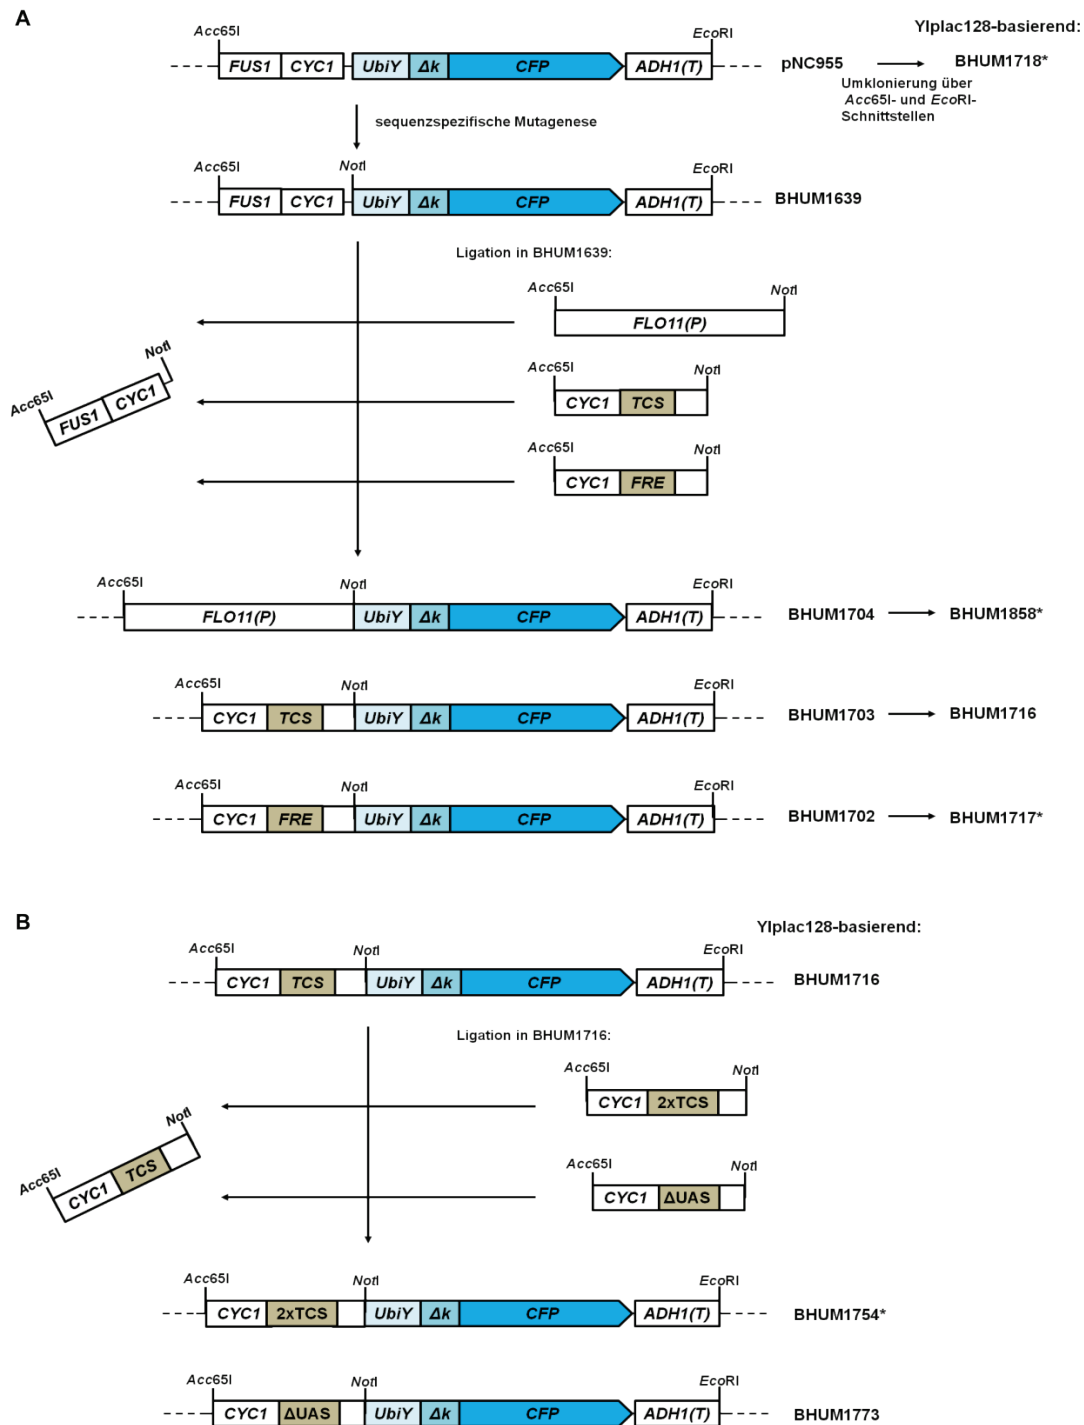 A
Acc65I
EcoRI
YIplac128-basierend:
FUS1 CYC1 UbiY Δk CFP ADH1(T)
pNC955
BHUM1718*
Umklonierung über
Acc65I- und EcoRI-
Schnittstellen
sequenzspezifische Mutagenese
Acc65I
NotI
EcoRI
FUS1 CYC1 UbiY Δk CFP ADH1(T)
BHUM1639
Ligation in BHUM1639:
Acc65I
NotI
FLO11(P)
Acc65I
NotI
CYC1 TCS
Acc65I
NotI
FUS1 CYC1
Acc65I
NotI
CYC1 FRE
Acc65I
NotI
EcoRI
FLO11(P) UbiY Δk CFP ADH1(T)
BHUM1704
BHUM1858*
Acc65I
NotI
EcoRI
CYC1 TCS UbiY Δk CFP ADH1(T)
BHUM1703
BHUM1716
Acc65I
NotI
EcoRI
CYC1 FRE UbiY Δk CFP ADH1(T)
BHUM1702
BHUM1717*
B
YIplac128-basierend:
Acc65I
NotI
EcoRI
CYC1 TCS UbiY Δk CFP ADH1(T)
BHUM1716
Ligation in BHUM1716:
Acc65I
NotI
CYC1 2xTCS
Acc65I
NotI
CYC1 TCS
Acc65I
NotI
CYC1 ΔUAS
Acc65I
NotI
EcoRI
CYC1 2xTCS UbiY Δk CFP ADH1(T)
BHUM1754*
Acc65I
NotI
EcoRI
CYC1 ΔUAS UbiY Δk CFP ADH1(T)
BHUM1773